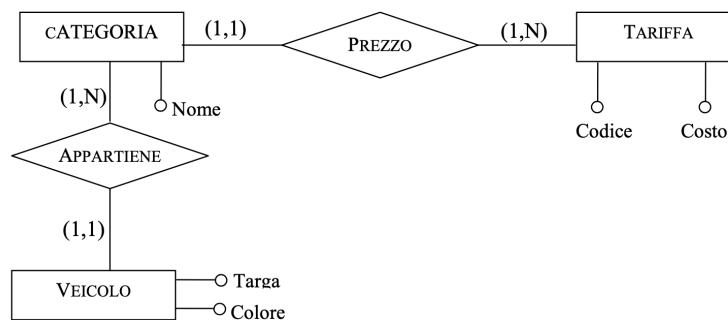 CATEGORIA (1,1) PREZZO (1,N) TARIFFA
(1,N) Nome
Codice Costo
APPARTIENE
(1,1)
VEICOLO Targa
Colore